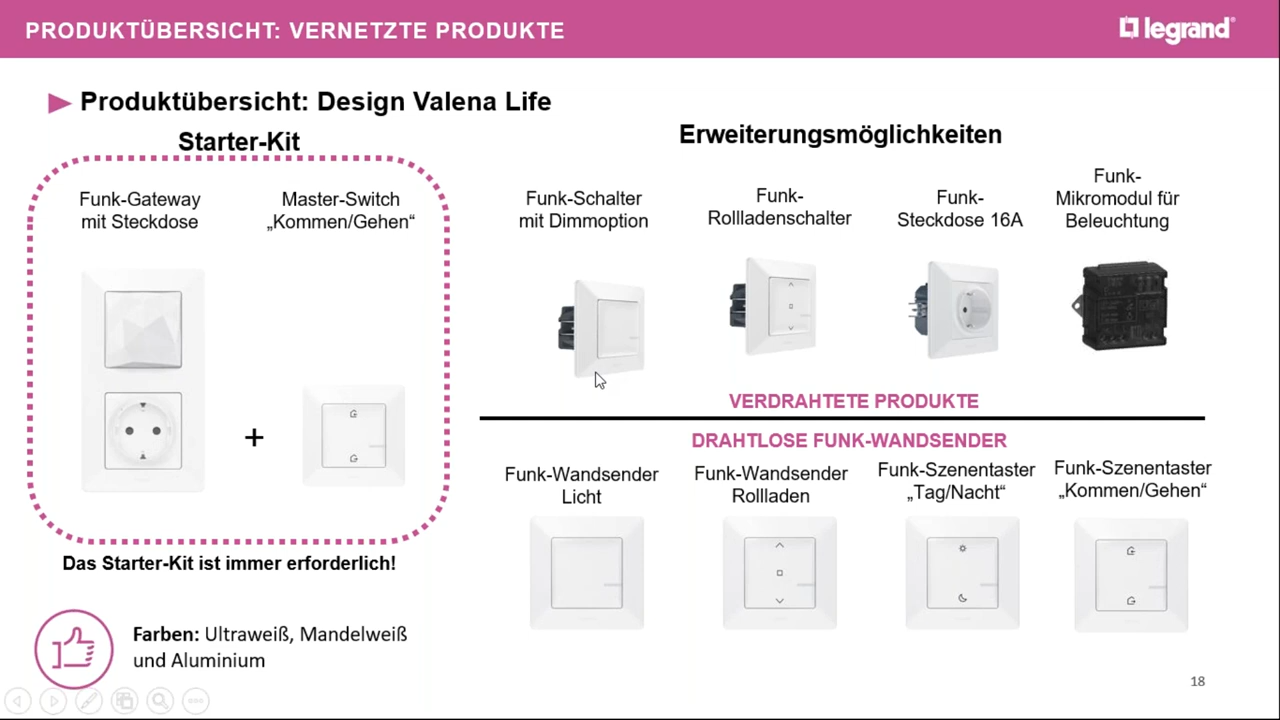 PRODUKTÜBERSICHT: VERNETZTE PRODUKTE
legrand
Produktübersicht: Design Valena Life
Starter-Kit
Funk-Gateway
mit Steckdose
Master-Switch
„Kommen/Gehen“
+
Das Starter-Kit ist immer erforderlich!
Farben: Ultraweiß, Mandelweiß
und Aluminium
Erweiterungsmöglichkeiten
Funk-Schalter
mit Dimmoption
Funk-
Rollladenschalter
Funk-
Steckdose 16A
Funk-
Mikromodul für
Beleuchtung
VERDRAHTETE PRODUKTE
DRAHTLOSE FUNK-WANDSENDER
Funk-Wandsender
Licht
Funk-Wandsender
Rollladen
Funk-Szenentaster
„Tag/Nacht“
Funk-Szenentaster
„Kommen/Gehen“
18